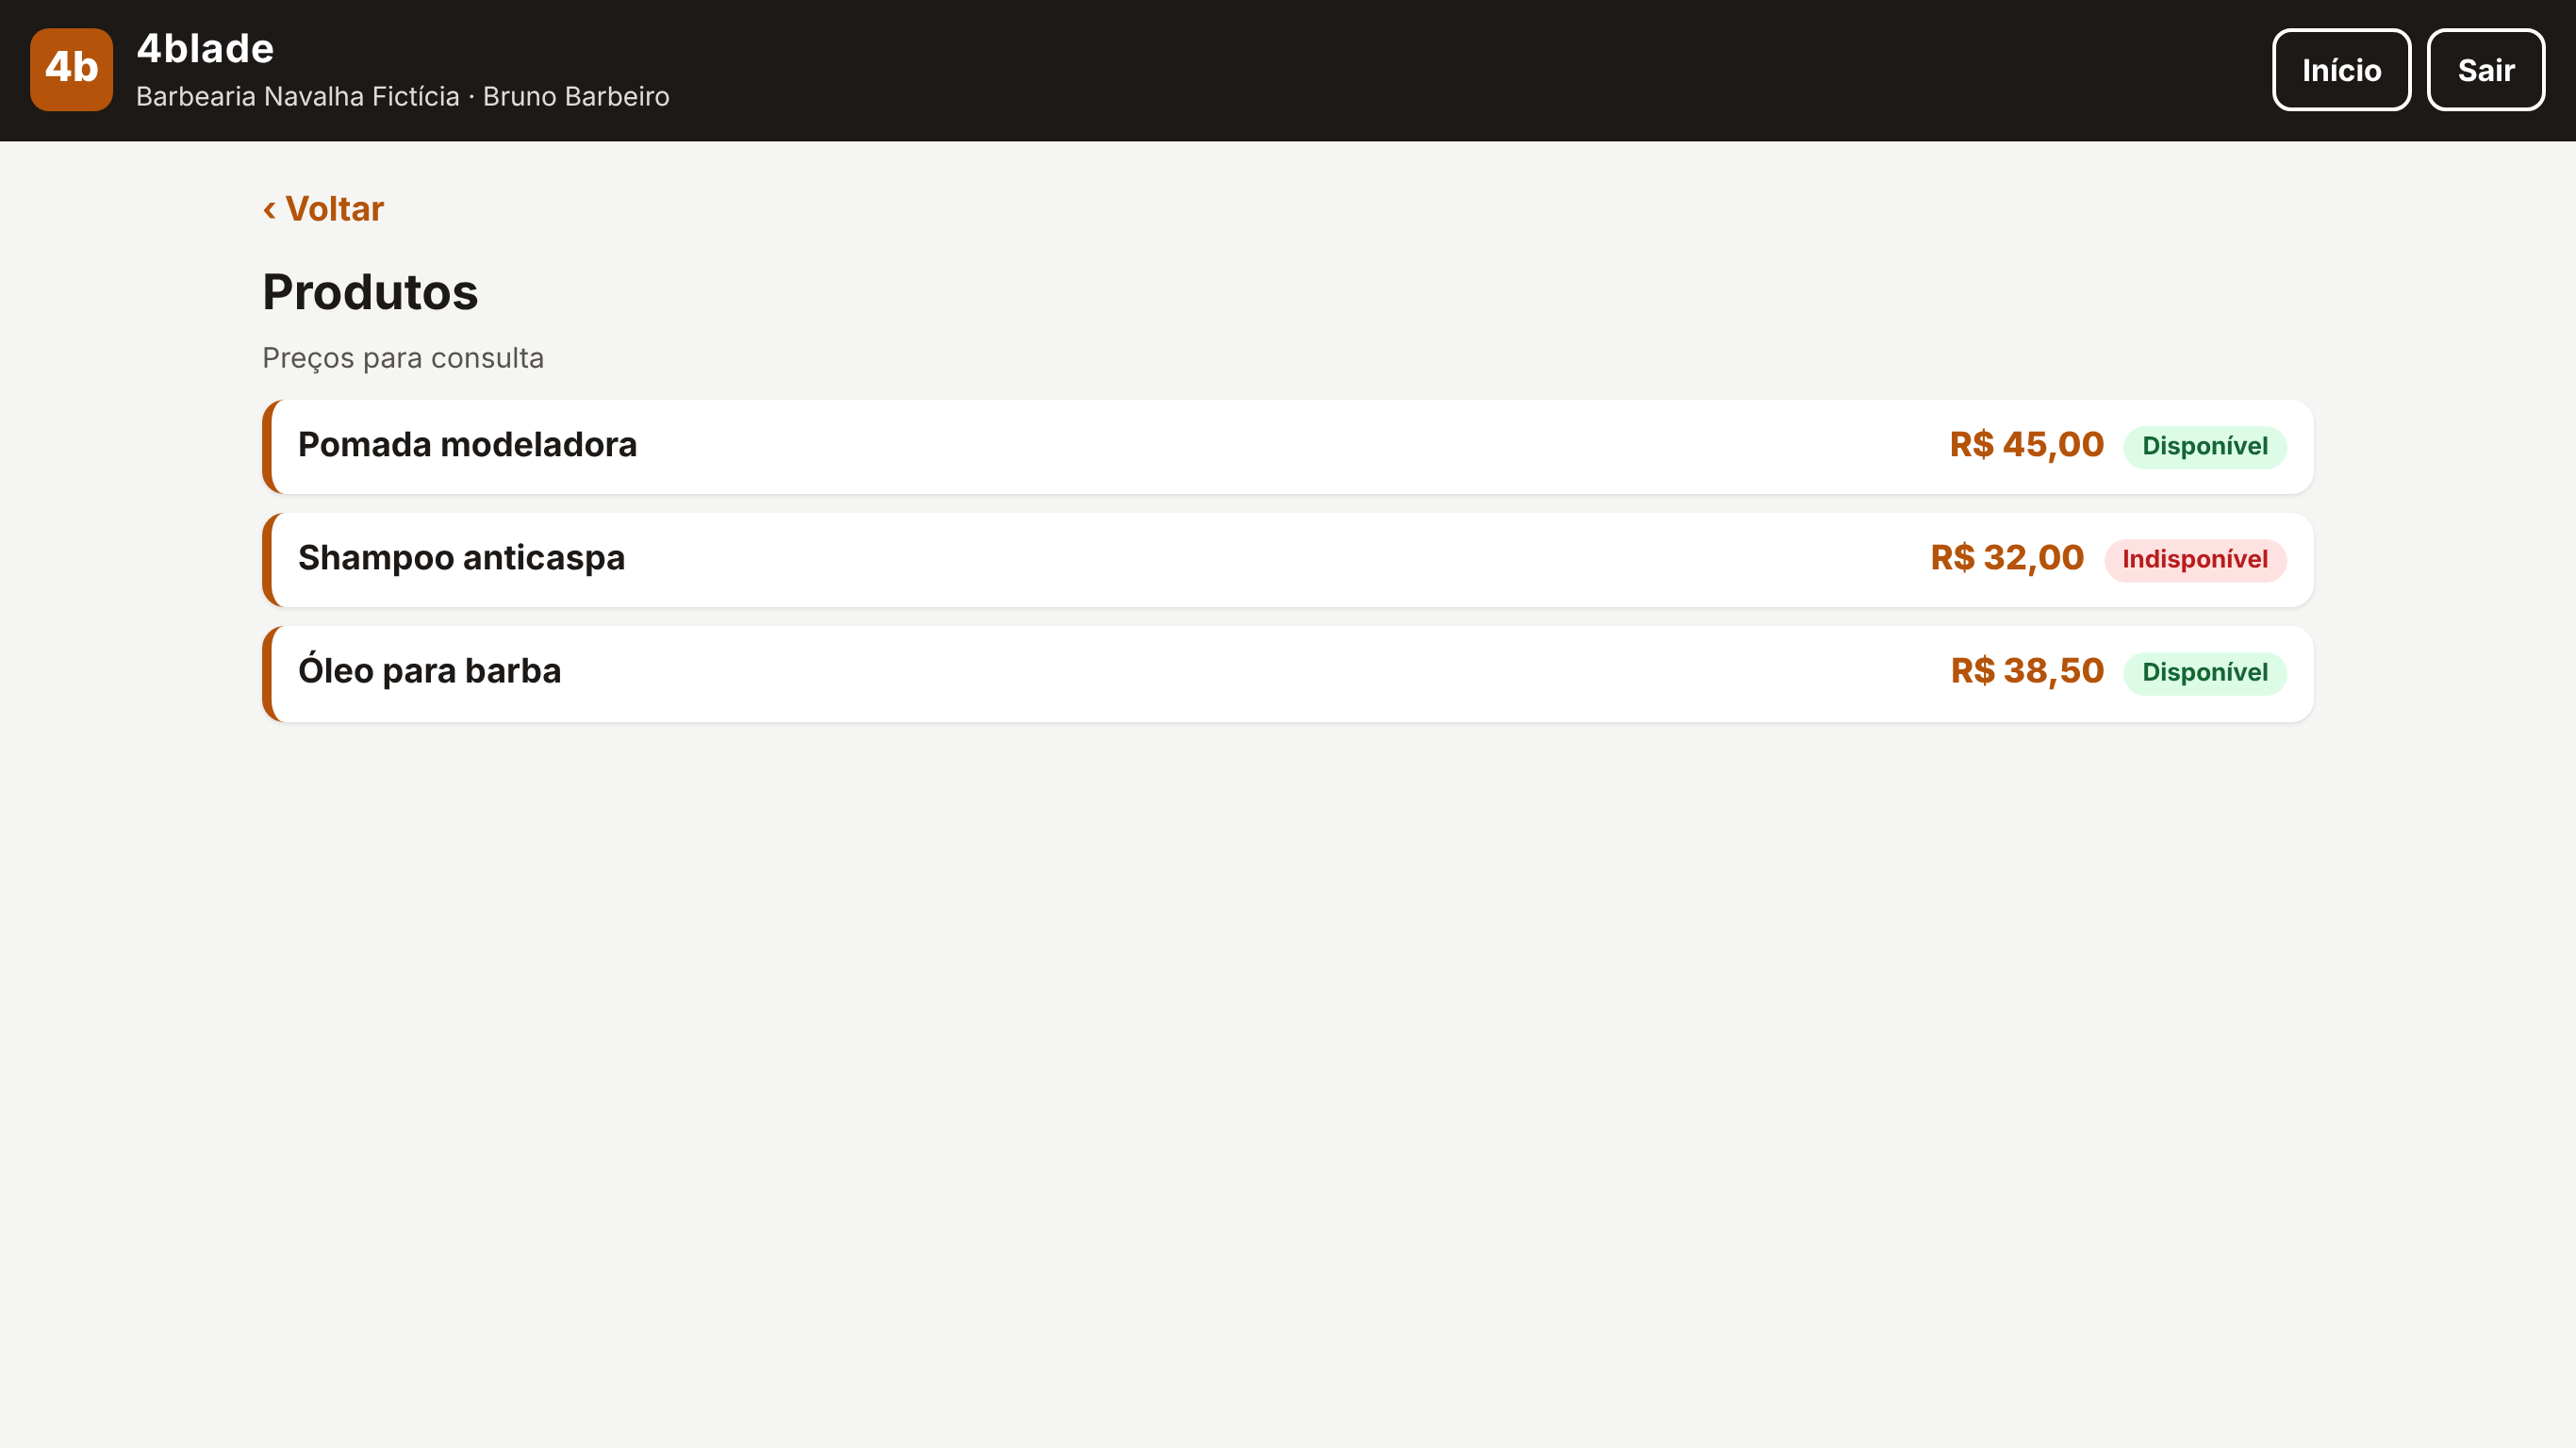 4b
4blade
Barbearia Navalha Fictícia · Bruno Barbeiro
Início
Sair
‹ Voltar
Produtos
Preços para consulta
Pomada modeladora R$ 45,00 Disponível
Shampoo anticaspa R$ 32,00 Indisponível
Óleo para barba R$ 38,50 Disponível